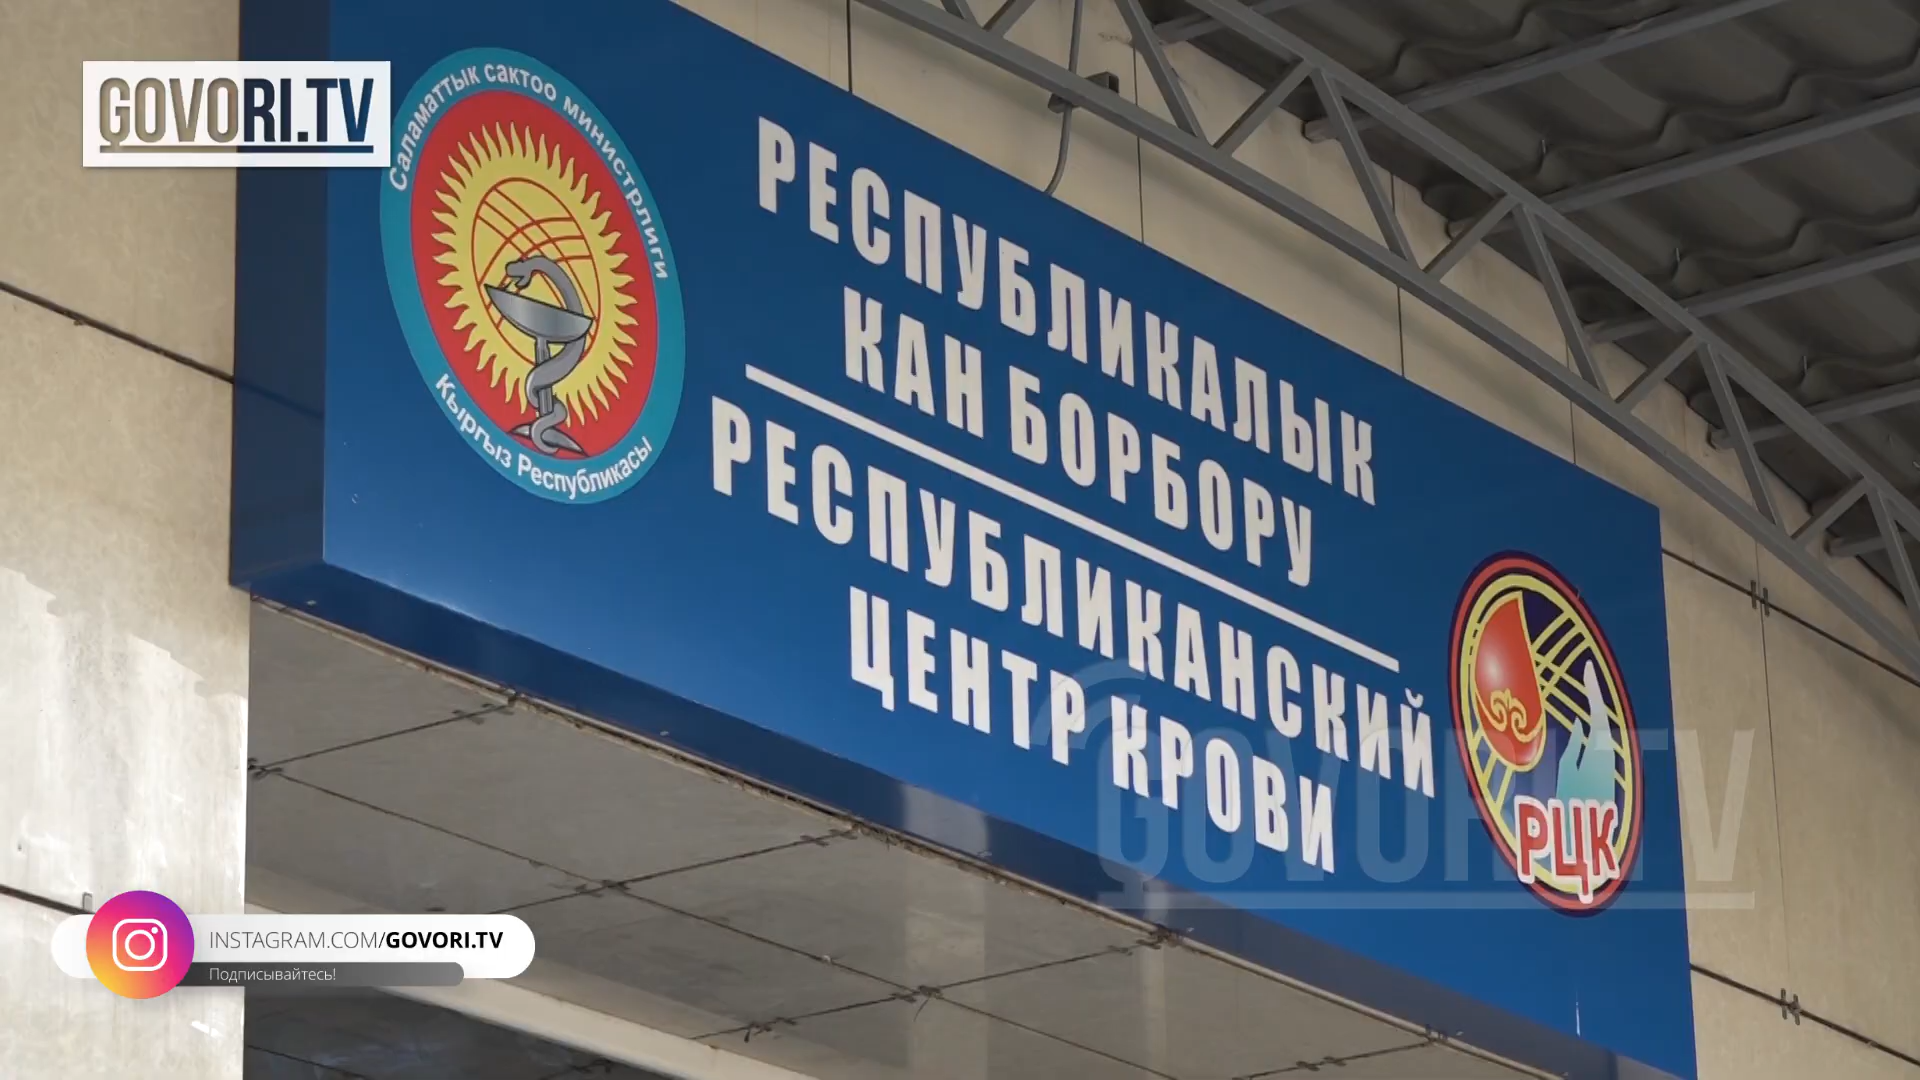 GOVORI.TV
Саламаттык сактоо министрлиги
Кыргыз Республикасы
РЕСПУБЛИКАЛЫК
КАН БОРБОРУ
РЕСПУБЛИКАНСКИЙ
ЦЕНТР КРОВИ
РЦК
GOVORI.TV
INSTAGRAM.COM/GOVORI.TV
Подписывайтесь!